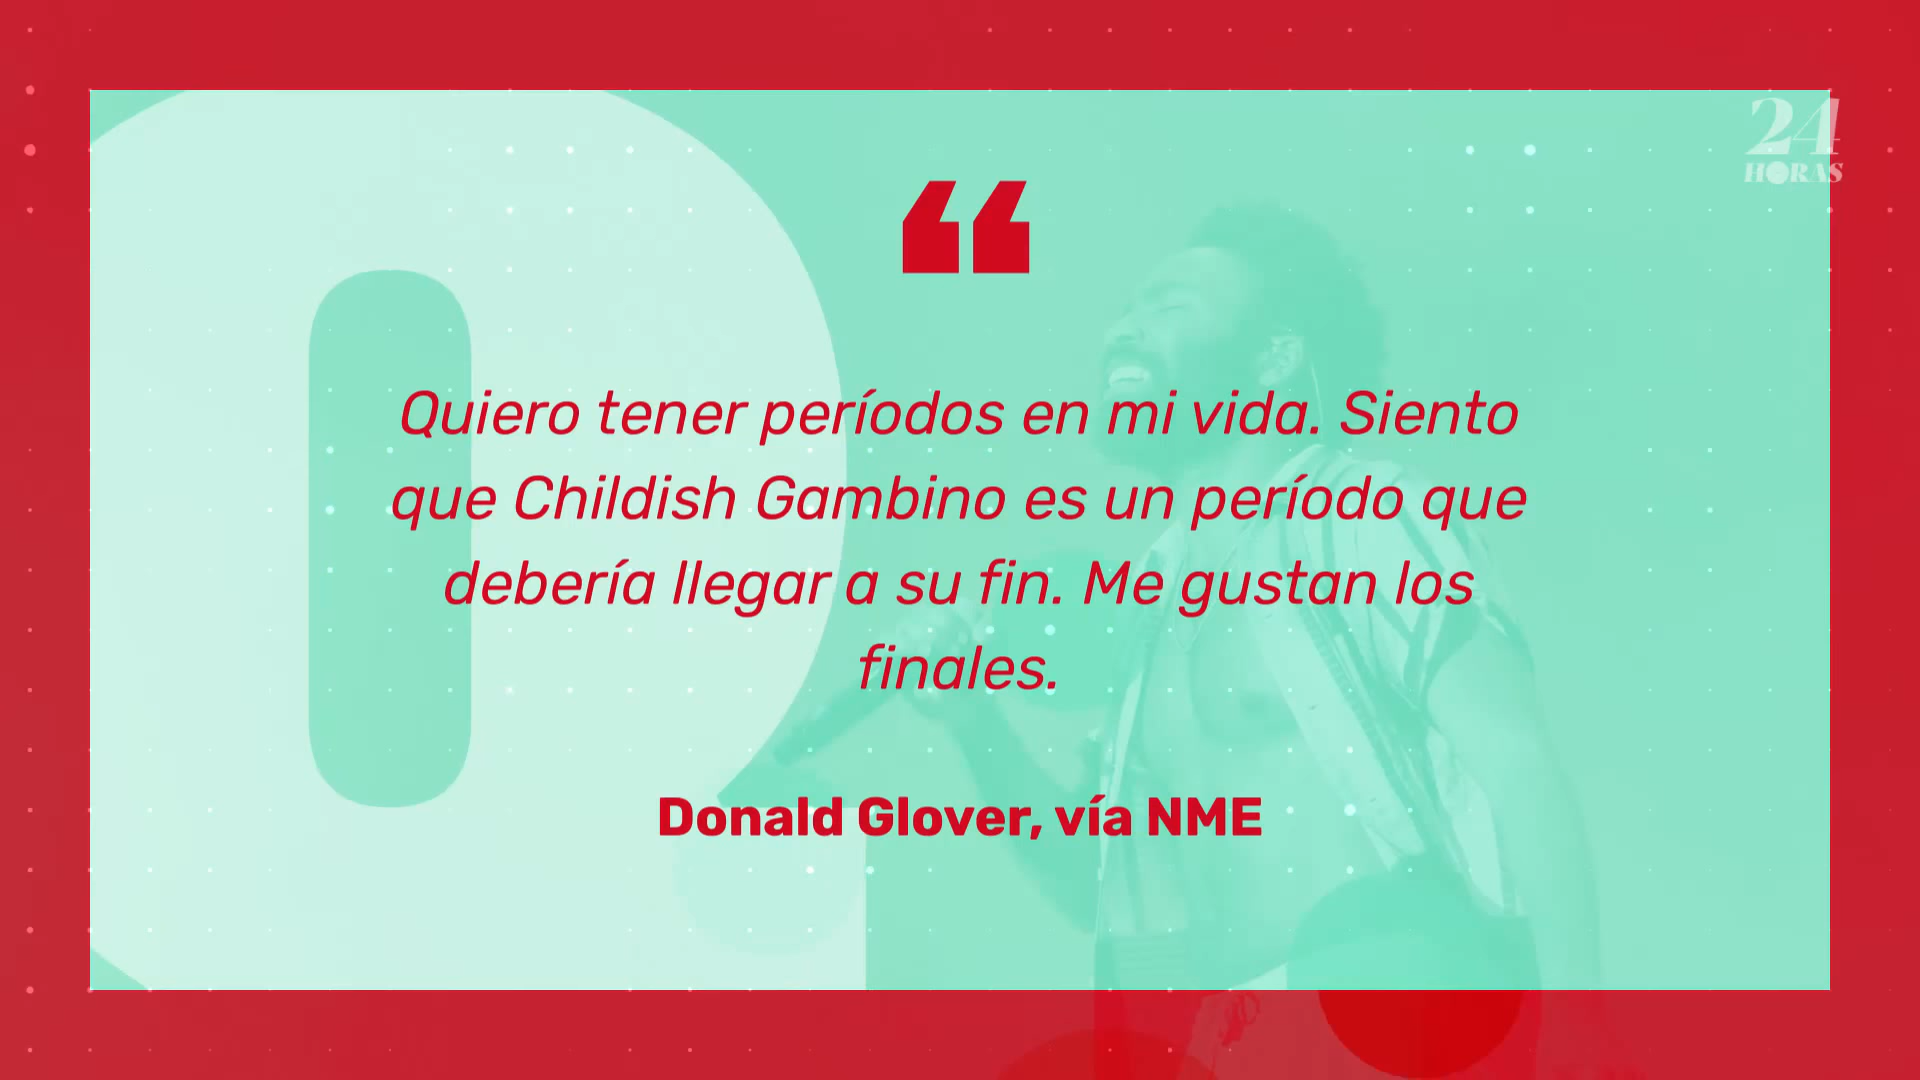 24
HORAS
“
Quiero tener períodos en mi vida. Siento
que Childish Gambino es un período que
debería llegar a su fin. Me gustan los
finales.
Donald Glover, vía NME